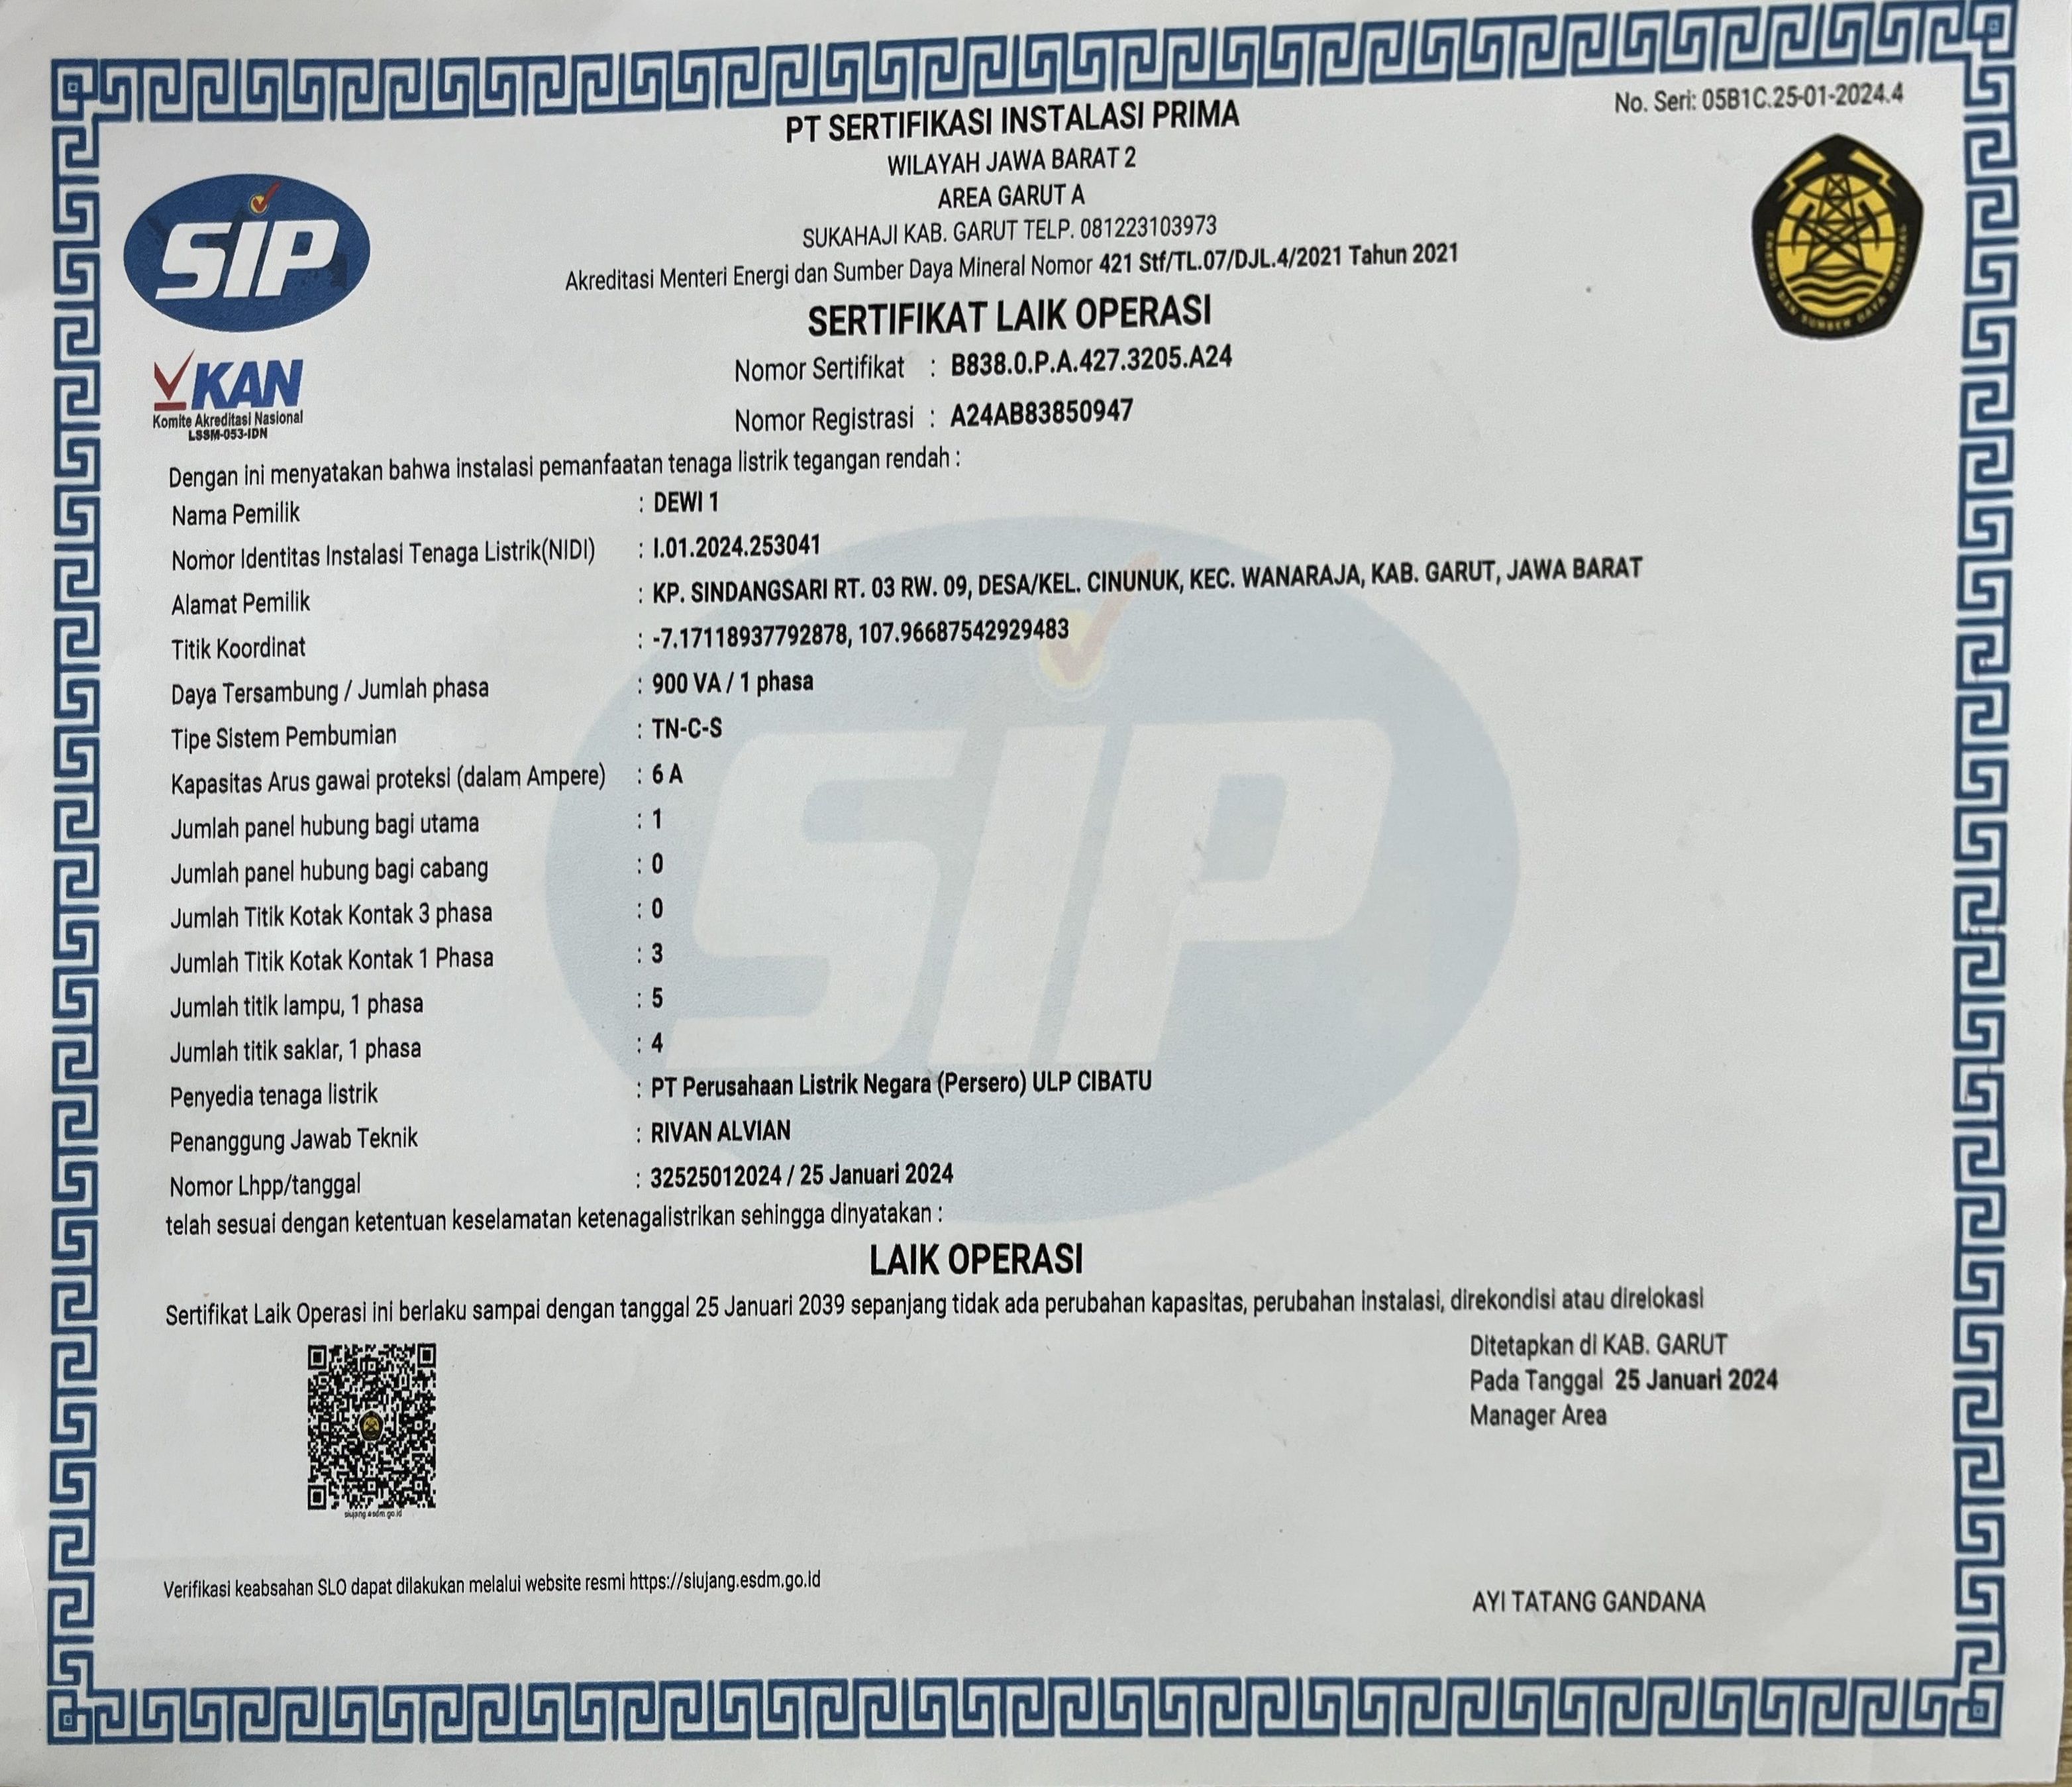 No. Seri: 05B1C.25-01-2024.4
PT SERTIFIKASI INSTALASI PRIMA
WILAYAH JAWA BARAT 2
AREA GARUT A
SUKAHAJI KAB. GARUT TELP. 081223103973
Akreditasi Menteri Energi dan Sumber Daya Mineral Nomor 421 Stf/TL.07/DJL.4/2021 Tahun 2021
SIP
ENERGI DAN SUMBER DAYA MINERAL
SERTIFIKAT LAIK OPERASI
KAN
Komite Akreditasi Nasional
LSSM-053-IDN
Nomor Sertifikat : B838.0.P.A.427.3205.A24
Nomor Registrasi : A24AB83850947
Dengan ini menyatakan bahwa instalasi pemanfaatan tenaga listrik tegangan rendah :
Nama Pemilik : DEWI 1
Nomor Identitas Instalasi Tenaga Listrik(NIDI) : I.01.2024.253041
Alamat Pemilik : KP. SINDANGSARI RT. 03 RW. 09, DESA/KEL. CINUNUK, KEC. WANARAJA, KAB. GARUT, JAWA BARAT
Titik Koordinat : -7.17118937792878, 107.96687542929483
Daya Tersambung / Jumlah phasa : 900 VA / 1 phasa
Tipe Sistem Pembumian : TN-C-S
Kapasitas Arus gawai proteksi (dalam Ampere) : 6 A
Jumlah panel hubung bagi utama : 1
Jumlah panel hubung bagi cabang : 0
Jumlah Titik Kotak Kontak 3 phasa : 0
Jumlah Titik Kotak Kontak 1 Phasa : 3
Jumlah titik lampu, 1 phasa : 5
Jumlah titik saklar, 1 phasa : 4
Penyedia tenaga listrik : PT Perusahaan Listrik Negara (Persero) ULP CIBATU
Penanggung Jawab Teknik : RIVAN ALVIAN
Nomor Lhpp/tanggal : 32525012024 / 25 Januari 2024
SIP
telah sesuai dengan ketentuan keselamatan ketenagalistrikan sehingga dinyatakan :
LAIK OPERASI
Sertifikat Laik Operasi ini berlaku sampai dengan tanggal 25 Januari 2039 sepanjang tidak ada perubahan kapasitas, perubahan instalasi, direkondisi atau direlokasi
Ditetapkan di KAB. GARUT
Pada Tanggal 25 Januari 2024
Manager Area
siujang.esdm.go.id
Verifikasi keabsahan SLO dapat dilakukan melalui website resmi https://siujang.esdm.go.id
AYI TATANG GANDANA